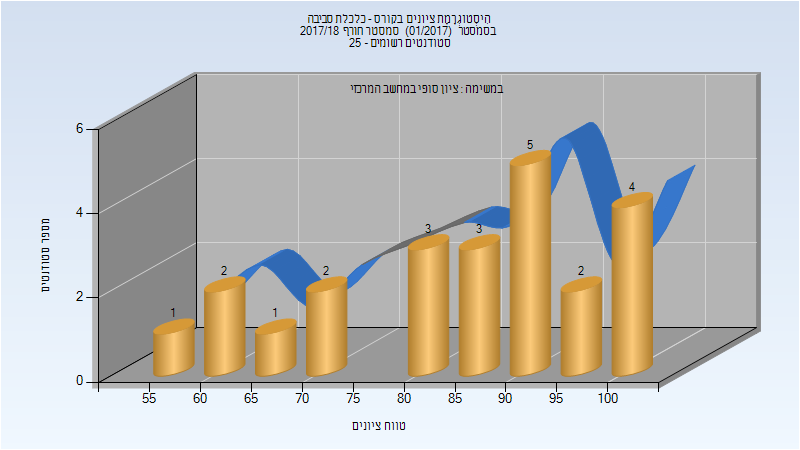 היסטוגרמת ציונים בקורס - כלכלת סביבה
בסמסטר (01/2017) סמסטר חורף 2017/18
סטודנטים רשומים - 25
במשימה : ציון סופי במחשב המרכזי
מספר סטודנטים
6
4
2
0
1
2
1
2
3
3
5
2
4
55 60 65 70 75 80 85 90 95 100
טווח ציונים